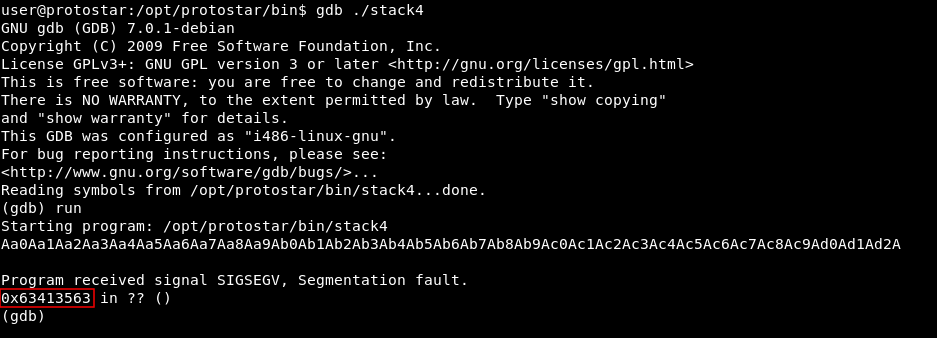 user@protostar:/opt/protostar/bin$ gdb ./stack4
GNU gdb (GDB) 7.0.1-debian
Copyright (C) 2009 Free Software Foundation, Inc.
License GPLv3+: GNU GPL version 3 or later <http://gnu.org/licenses/gpl.html>
This is free software: you are free to change and redistribute it.
There is NO WARRANTY, to the extent permitted by law.  Type "show copying"
and "show warranty" for details.
This GDB was configured as "i486-linux-gnu".
For bug reporting instructions, please see:
<http://www.gnu.org/software/gdb/bugs/>...
Reading symbols from /opt/protostar/bin/stack4...done.
(gdb) run
Starting program: /opt/protostar/bin/stack4
Aa0Aa1Aa2Aa3Aa4Aa5Aa6Aa7Aa8Aa9Ab0Ab1Ab2Ab3Ab4Ab5Ab6Ab7Ab8Ab9Ac0Ac1Ac2Ac3Ac4Ac5Ac6Ac7Ac8Ac9Ad0Ad1Ad2A
Program received signal SIGSEGV, Segmentation fault.
0x63413563 in ?? ()
(gdb)